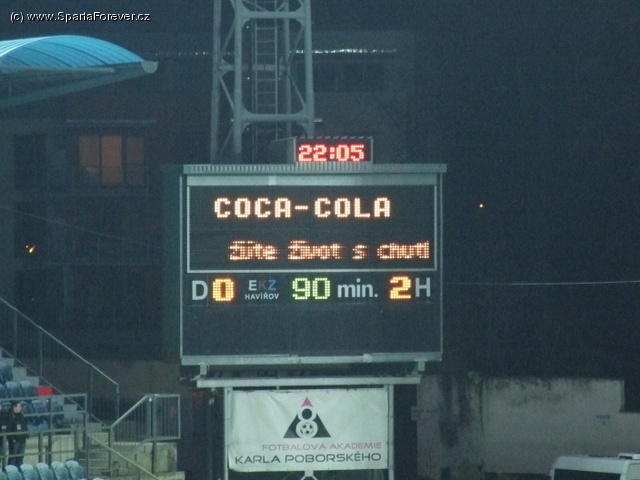 (c) www.SpartaForever.cz
22:05
COCA-COLA
žijte život s chutí
D 0 EKZ HAVÍŘOV 90 min. 2 H
FOTBALOVÁ AKADEMIE
KARLA POBORSKÉHO